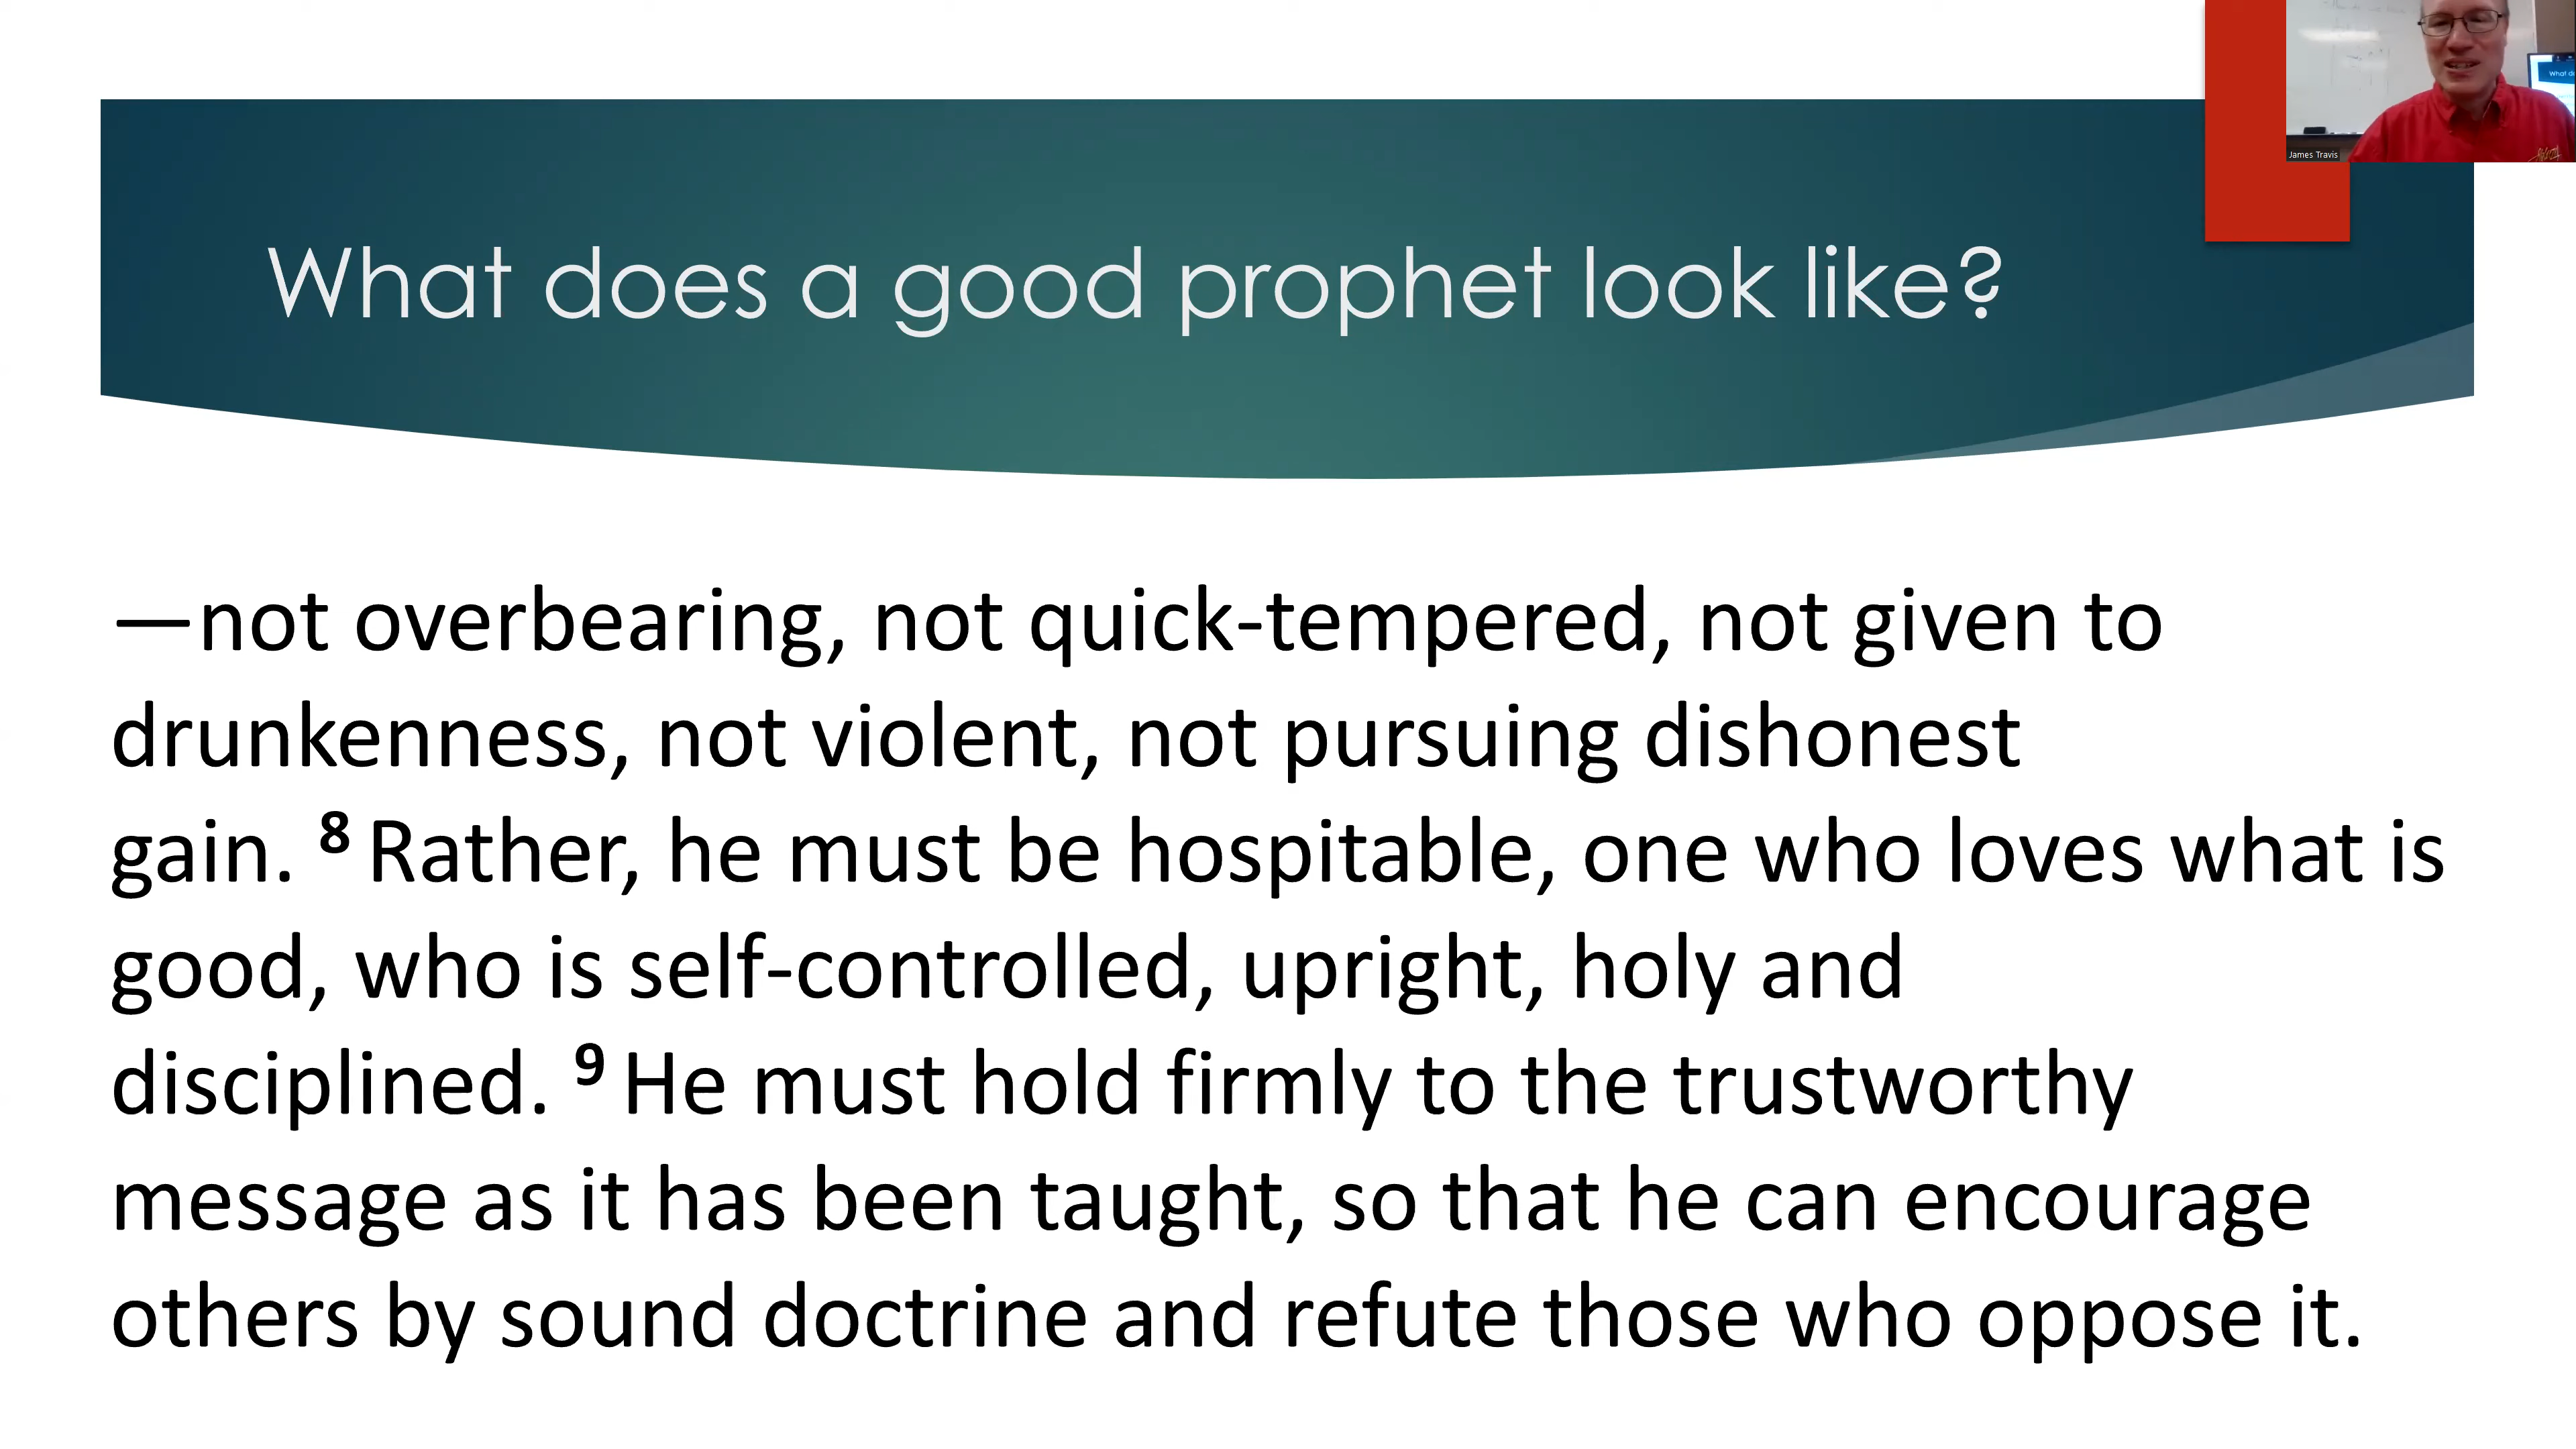 What does a good prophet look like?
James Travis
—not overbearing, not quick-tempered, not given to
drunkenness, not violent, not pursuing dishonest
gain. 8 Rather, he must be hospitable, one who loves what is
good, who is self-controlled, upright, holy and
disciplined. 9 He must hold firmly to the trustworthy
message as it has been taught, so that he can encourage
others by sound doctrine and refute those who oppose it.